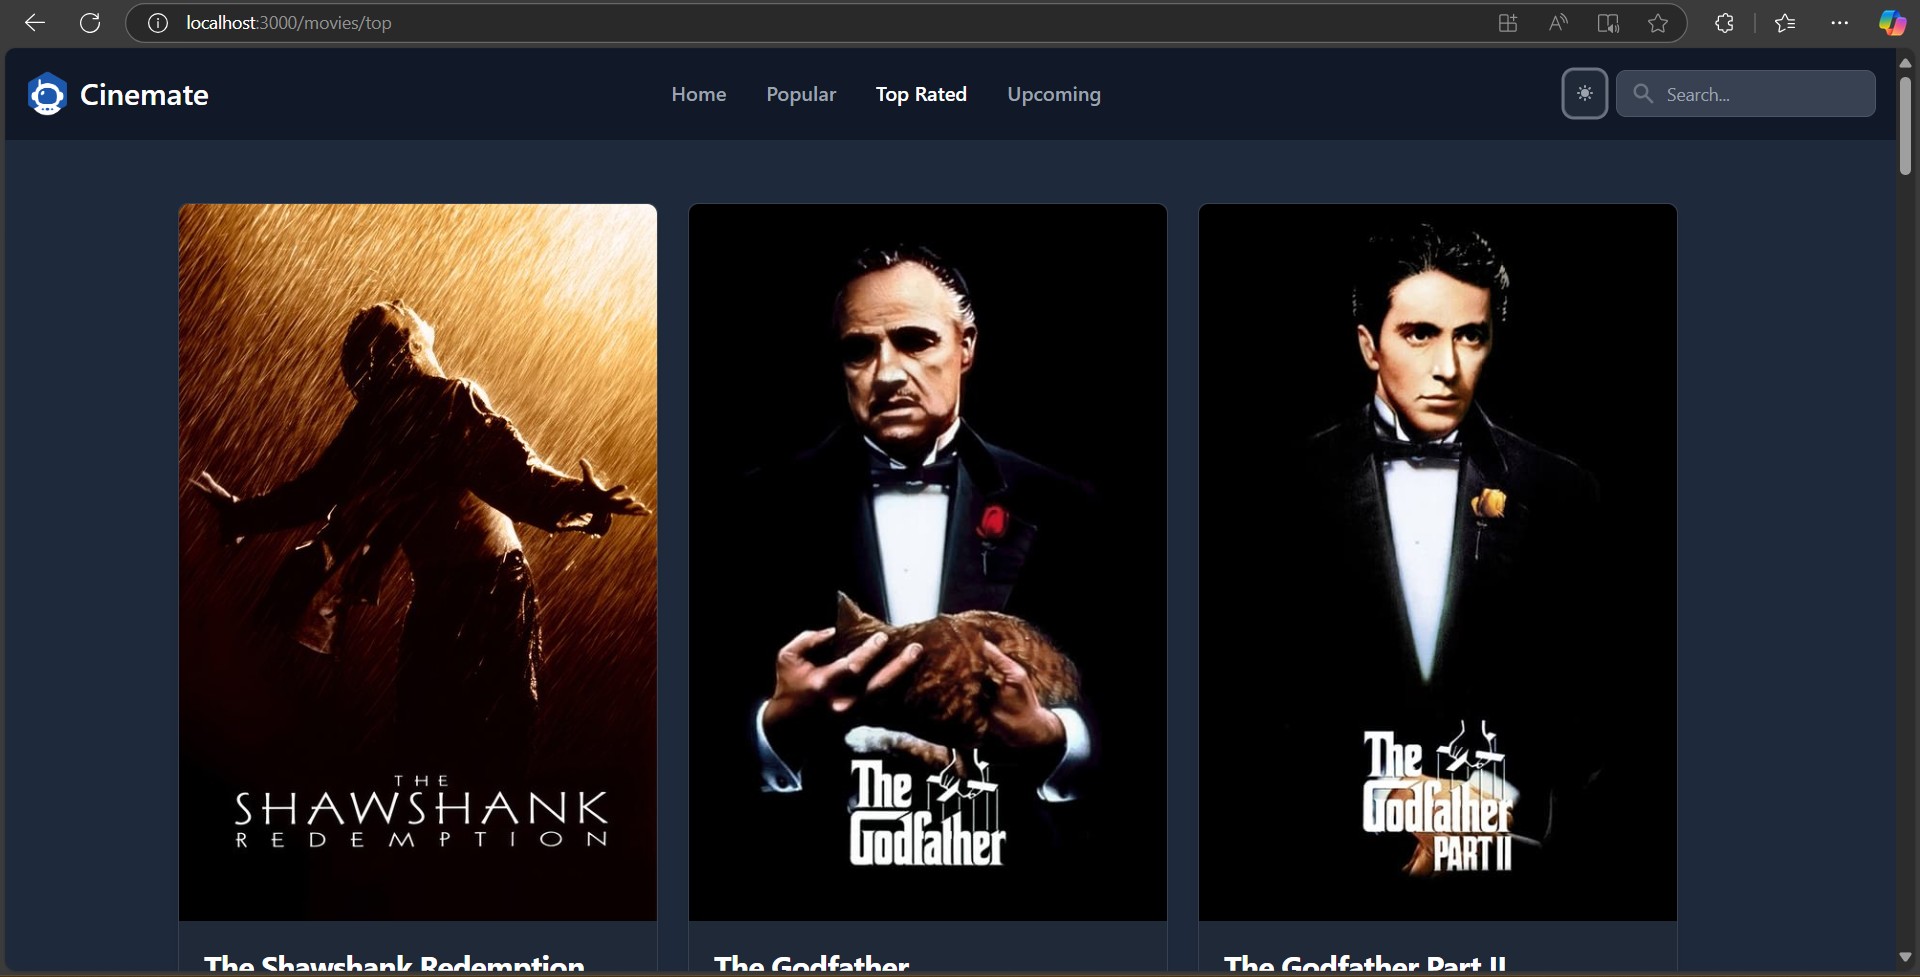 localhost:3000/movies/top
Cinemate
Home
Popular
Top Rated
Upcoming
Search...
THE
SHAWSHANK
REDEMPTION
The
Godfather
The
Godfather
PART II
The Shawshank Redemption
The Godfather
The Godfather Part II